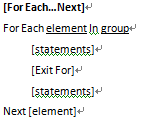 [For Each…Next]
For Each element In group
[statements]
[Exit For]
[statements]
Next [element]